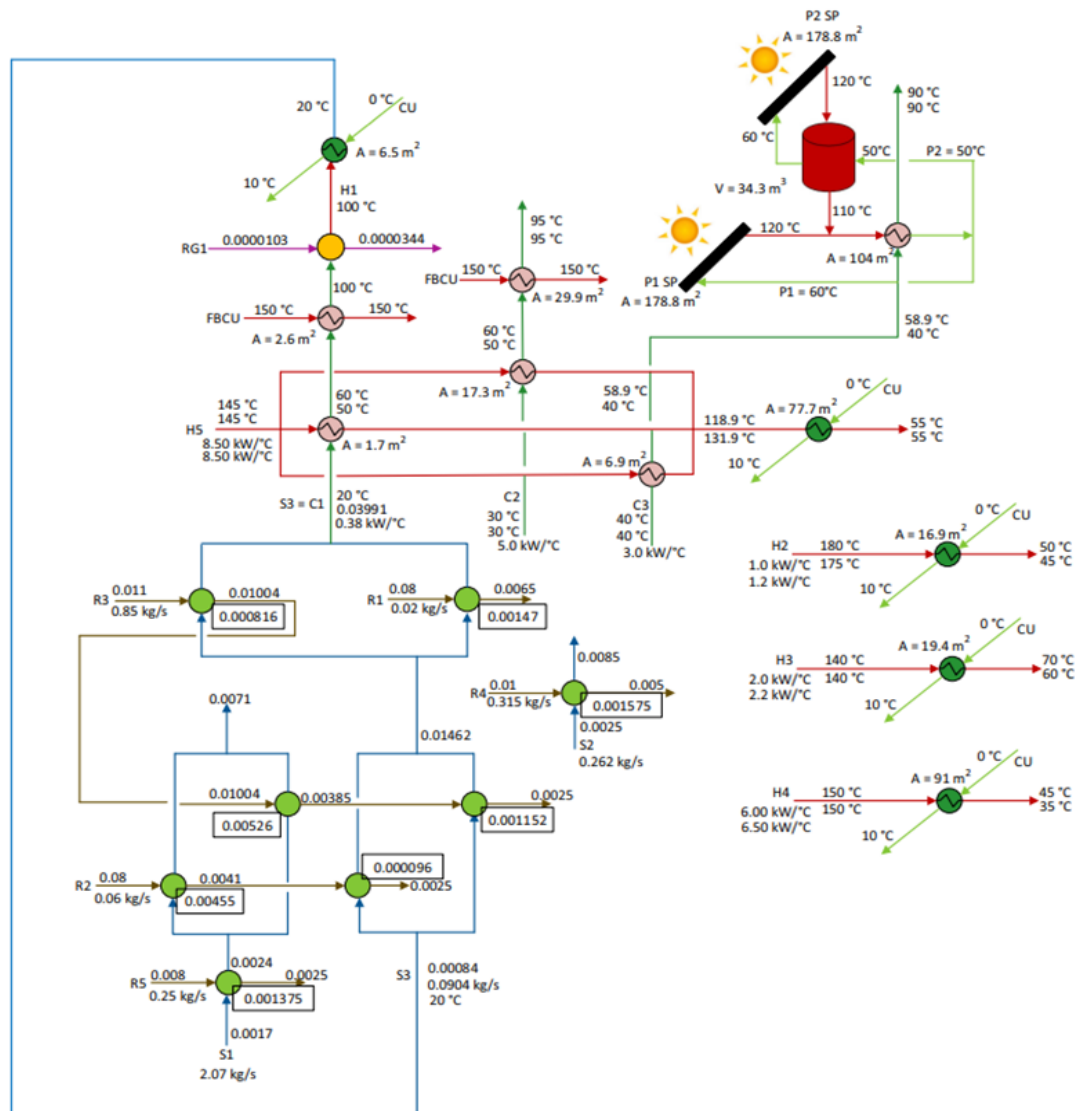 P2 SP
A = 178.8 m²
120 °C
60 °C
50°C
P2 = 50°C
V = 34.3 m³
110 °C
90 °C
90 °C
120 °C
P1 SP
A = 178.8 m²
A = 104 m²
P1 = 60°C
58.9 °C
40 °C
20 °C
0 °C
CU
A = 6.5 m²
10 °C
H1
100 °C
RG1
0.0000103
0.0000344
100 °C
FBCU
150 °C
150 °C
A = 2.6 m²
95 °C
95 °C
FBCU
150 °C
150 °C
A = 29.9 m²
60 °C
50 °C
A = 17.3 m²
58.9 °C
40 °C
60 °C
50 °C
145 °C
145 °C
H5
8.50 kW/°C
8.50 kW/°C
A = 1.7 m²
118.9 °C
131.9 °C
0 °C
CU
A = 77.7 m²
55 °C
55 °C
10 °C
A = 6.9 m²
S3 = C1
20 °C
0.03991
0.38 kW/°C
C2
30 °C
30 °C
5.0 kW/°C
C3
40 °C
40 °C
3.0 kW/°C
0 °C
CU
A = 16.9 m²
H2
180 °C
175 °C
1.0 kW/°C
1.2 kW/°C
50 °C
45 °C
10 °C
R3
0.011
0.85 kg/s
0.01004
0.000816
R1
0.08
0.02 kg/s
0.0065
0.00147
0.0085
R4
0.01
0.315 kg/s
0.005
0.001575
0.0025
S2
0.262 kg/s
0 °C
CU
A = 19.4 m²
H3
140 °C
140 °C
2.0 kW/°C
2.2 kW/°C
70 °C
60 °C
10 °C
0.0071
0.01462
0.01004
0.00385
0.0025
0.00526
0.001152
0 °C
CU
A = 91 m²
H4
150 °C
150 °C
6.00 kW/°C
6.50 kW/°C
45 °C
35 °C
10 °C
R2
0.08
0.06 kg/s
0.0041
0.00455
0.000096
0.0025
R5
0.008
0.25 kg/s
0.0024
0.0025
0.001375
0.0017
S1
2.07 kg/s
S3
0.00084
0.0904 kg/s
20 °C